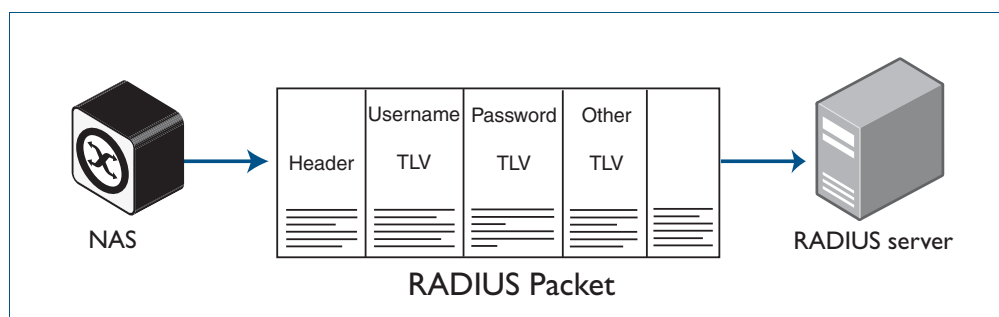 Username Password Other
Header TLV TLV TLV
NAS
RADIUS server
RADIUS Packet